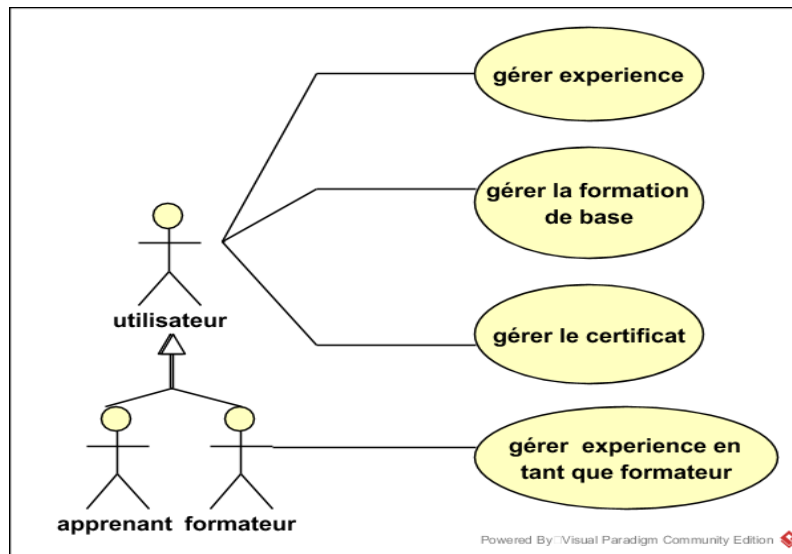 gérer experience
gérer la formation
de base
utilisateur
gérer le certificat
gérer experience en
tant que formateur
apprenant formateur
Powered By Visual Paradigm Community Edition